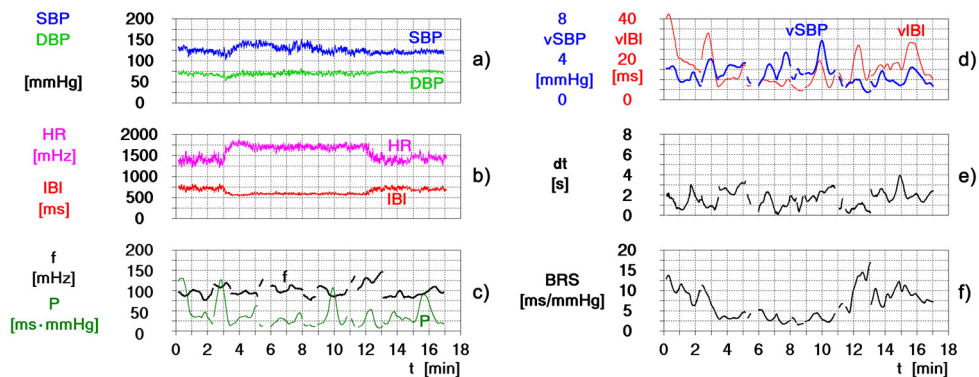 SBP
DBP
[mmHg]
200
150
100
50
0
SBP
DBP
a)
HR
[mHz]
IBI
[ms]
2000
1500
1000
500
0
HR
IBI
b)
f
[mHz]
P
[ms·mmHg]
200
150
100
50
0
f
P
c)
0 2 4 6 8 10 12 14 16 18
t [min]
8
vSBP
4
[mmHg]
0
40
vIBI
20
[ms]
0
vSBP
vIBI
d)
dt
[s]
8
6
4
2
0
e)
BRS
[ms/mmHg]
20
15
10
5
0
f)
0 2 4 6 8 10 12 14 16 18
t [min]